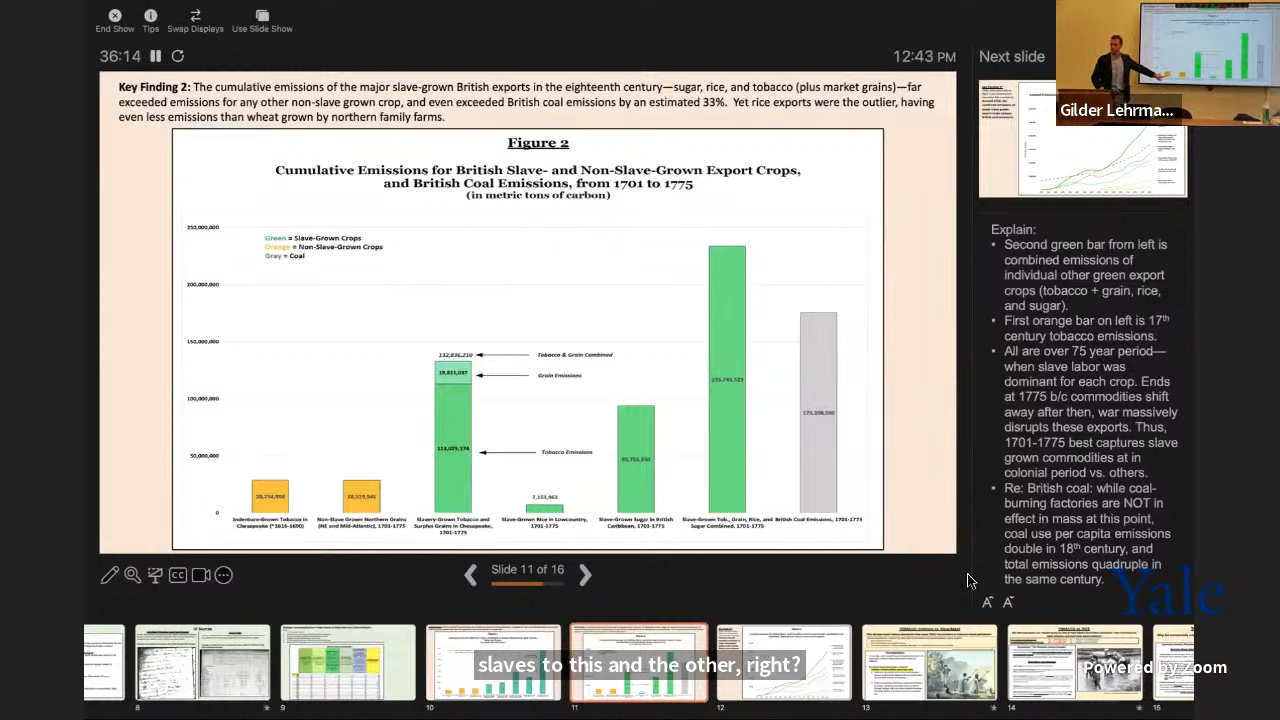 End Show
Tips
Swap Displays
Use Slide Show
36:14
12:43 PM
Next slide
Gilder Lehrma...
Key Finding 2: The cumulative emissions of the major slave-grown British exports in the eighteenth century—sugar, rice, and tobacco (plus market grains)—far
exceeded emissions for any other non-slave grown crop, and even exceeded British coal emissions by an estimated 33%. Yet rice exports were the outlier, having
even less emissions than wheat grown by northern family farms.
Figure 2
Cumulative Emissions for British Slave- and Non-Slave-Grown Export Crops,
and British Coal Emissions, from 1701 to 1775
(in metric tons of carbon)
250,000,000
200,000,000
150,000,000
100,000,000
50,000,000
0
Green = Slave-Grown Crops
Orange = Non-Slave-Grown Crops
Grey = Coal
132,836,210
Tobacco & Grain Combined
19,811,037
Grain Emissions
Tobacco Emissions
7,153,963
Indenture-Grown Tobacco in
Chesapeake (*1616-1690)
Non-Slave Grown Northern Grains
(NE and Mid-Atlantic), 1701-1775
Slavery-Grown Tobacco and
Surplus Grains in Chesapeake,
1701-1775
Slave-Grown Rice in Lowcountry,
1701-1775
Slave-Grown Sugar in British
Caribbean, 1701-1775
Slave-Grown Tob., Grain, Rice, and
Sugar Combined, 1701-1775
British Coal Emissions, 1701-1775
Explain:
• Second green bar from left is
combined emissions of
individual other green export
crops (tobacco + grain, rice,
and sugar).
• First orange bar on left is 17th
century tobacco emissions.
• All are over 75 year period—
when slave labor was
dominant for each crop. Ends
at 1775 b/c commodities shift
away after then, war massively
disrupts these exports. Thus,
1701-1775 best captures slave
grown commodities at in
colonial period vs. others.
• Re: British coal: while coal-
burning factories are NOT in
effect in mass at this point,
coal use per capita emissions
double in 18th century, and
total emissions quadruple in
the same century.
Slide 11 of 16
CC
A A
Yale
slaves to this and the other, right?
Powered by Zoom
8
9
10
11
12
13
14
15